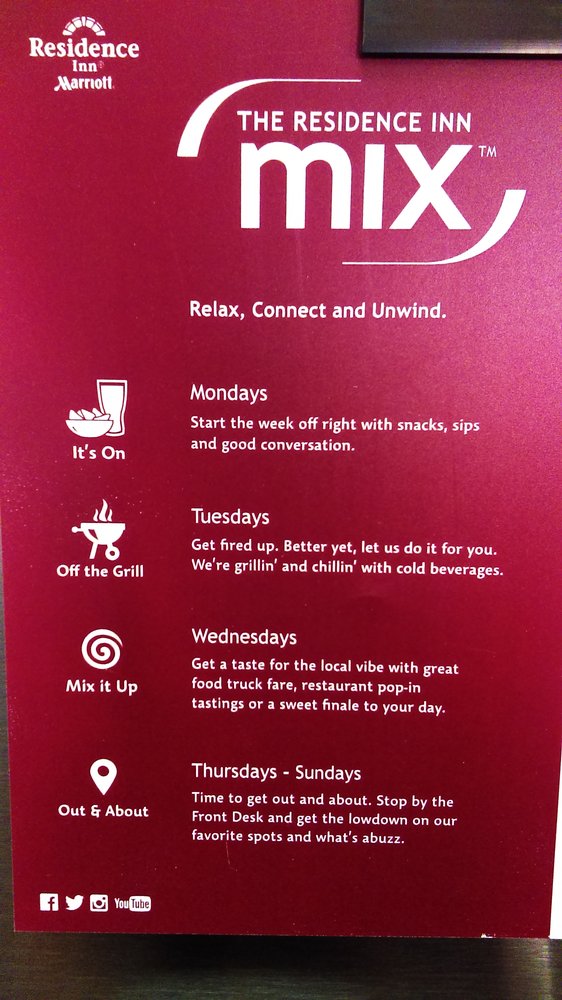 Residence
Inn®
Marriott
THE RESIDENCE INN
mix™
Relax, Connect and Unwind.
It's On
Mondays
Start the week off right with snacks, sips
and good conversation.
Off the Grill
Tuesdays
Get fired up. Better yet, let us do it for you.
We're grillin' and chillin' with cold beverages.
Mix it Up
Wednesdays
Get a taste for the local vibe with great
food truck fare, restaurant pop-in
tastings or a sweet finale to your day.
Out & About
Thursdays - Sundays
Time to get out and about. Stop by the
Front Desk and get the lowdown on our
favorite spots and what's abuzz.
YouTube